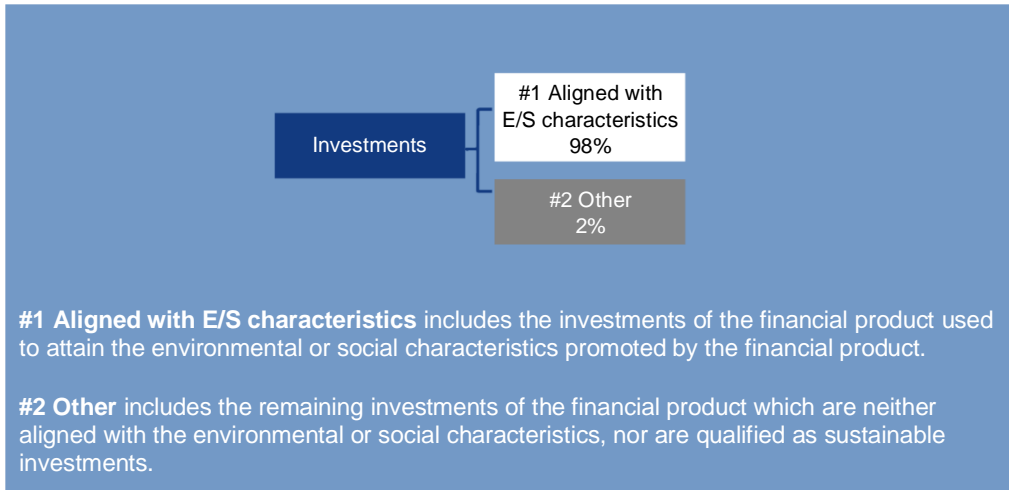 #1 Aligned with
E/S characteristics
98%
Investments
#2 Other
2%
#1 Aligned with E/S characteristics includes the investments of the financial product used
to attain the environmental or social characteristics promoted by the financial product.
#2 Other includes the remaining investments of the financial product which are neither
aligned with the environmental or social characteristics, nor are qualified as sustainable
investments.